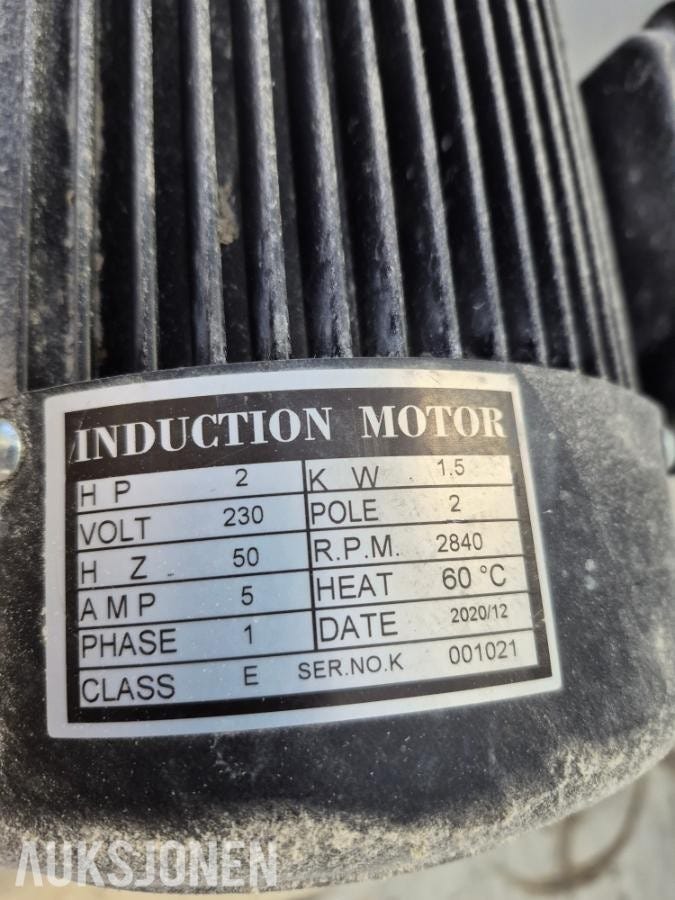 INDUCTION MOTOR
H P 2 K W 1.5
VOLT 230 POLE 2
H Z 50 R.P.M. 2840
A M P 5 HEAT 60 °C
PHASE 1 DATE 2020/12
CLASS E SER.NO.K 001021
AUKSJONEN